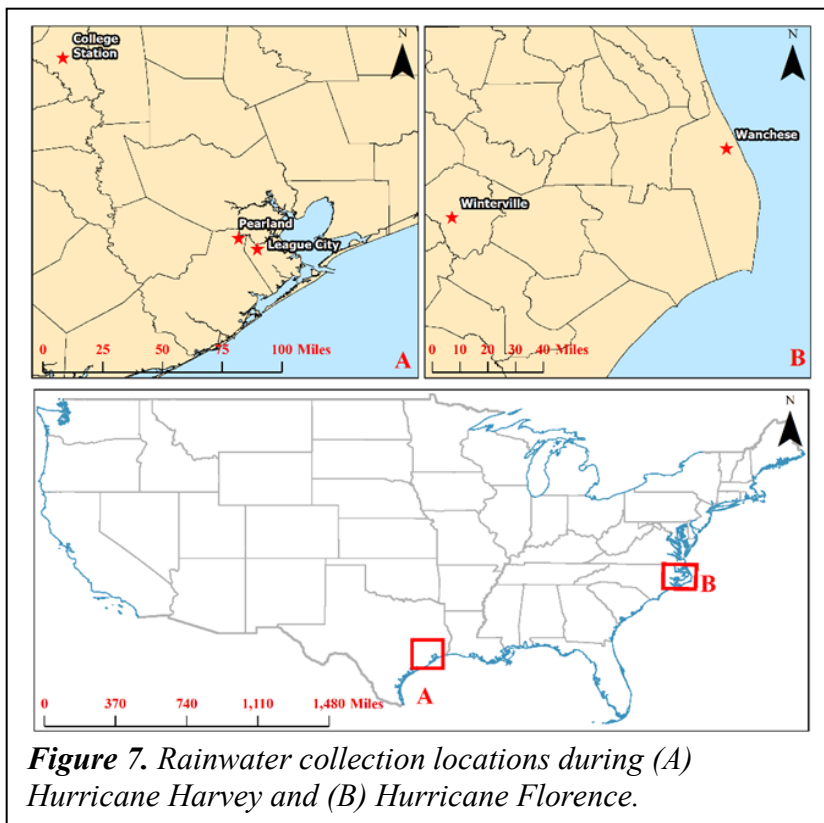 College
Station
N
Pearland
League City
0 25 50 75 100 Miles
A
N
Wanchese
Winterville
0 10 20 30 40 Miles
B
N
B
A
0 370 740 1,110 1,480 Miles
Figure 7. Rainwater collection locations during (A)
Hurricane Harvey and (B) Hurricane Florence.